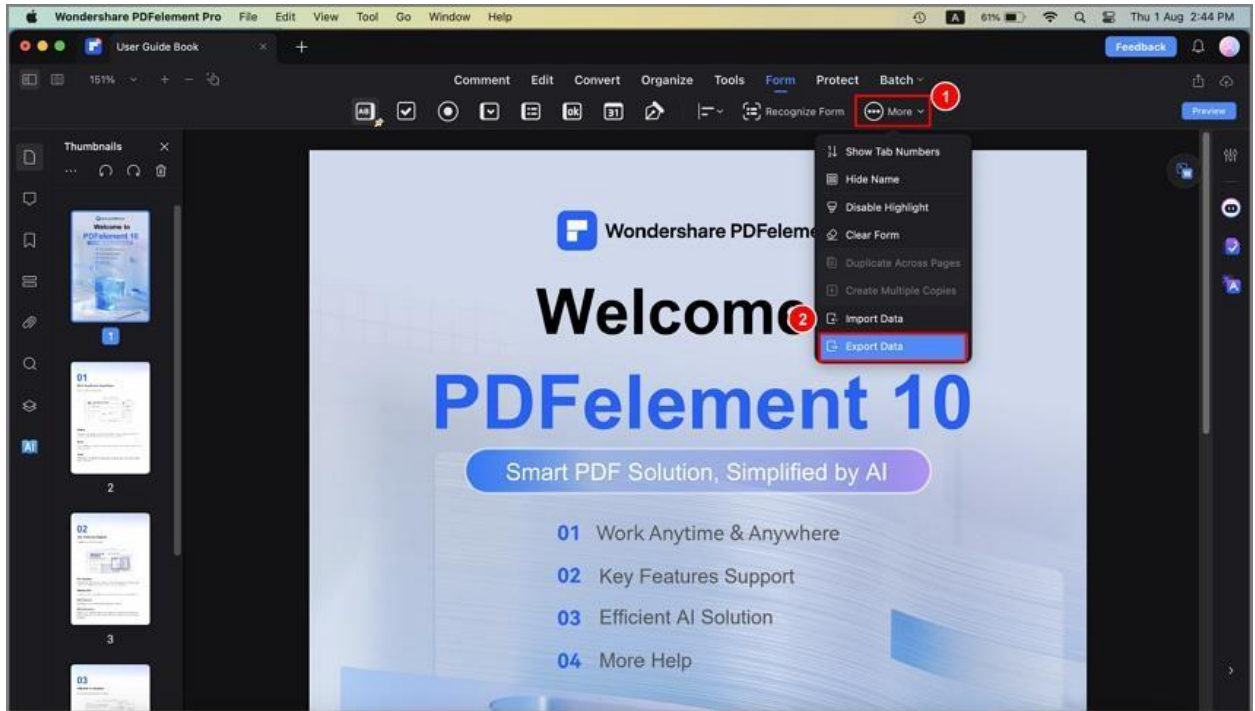 Wondershare PDFelement Pro File Edit View Tool Go Window Help A 61% Thu 1 Aug 2:44 PM
User Guide Book × + Feedback
151% + − Comment Edit Convert Organize Tools Form Protect Batch
1
AB ok 31 Recognize Form More Preview
Thumbnails ×
Show Tab Numbers
Hide Name
Disable Highlight
Clear Form
Duplicate Across Pages
Create Multiple Copies
2 Import Data
Export Data
Welcome to
PDFelement 10
1
01
2
02
3
03
AI
Wondershare PDFeleme
Welcome
PDFelement 10
Smart PDF Solution, Simplified by AI
01 Work Anytime & Anywhere
02 Key Features Support
03 Efficient AI Solution
04 More Help